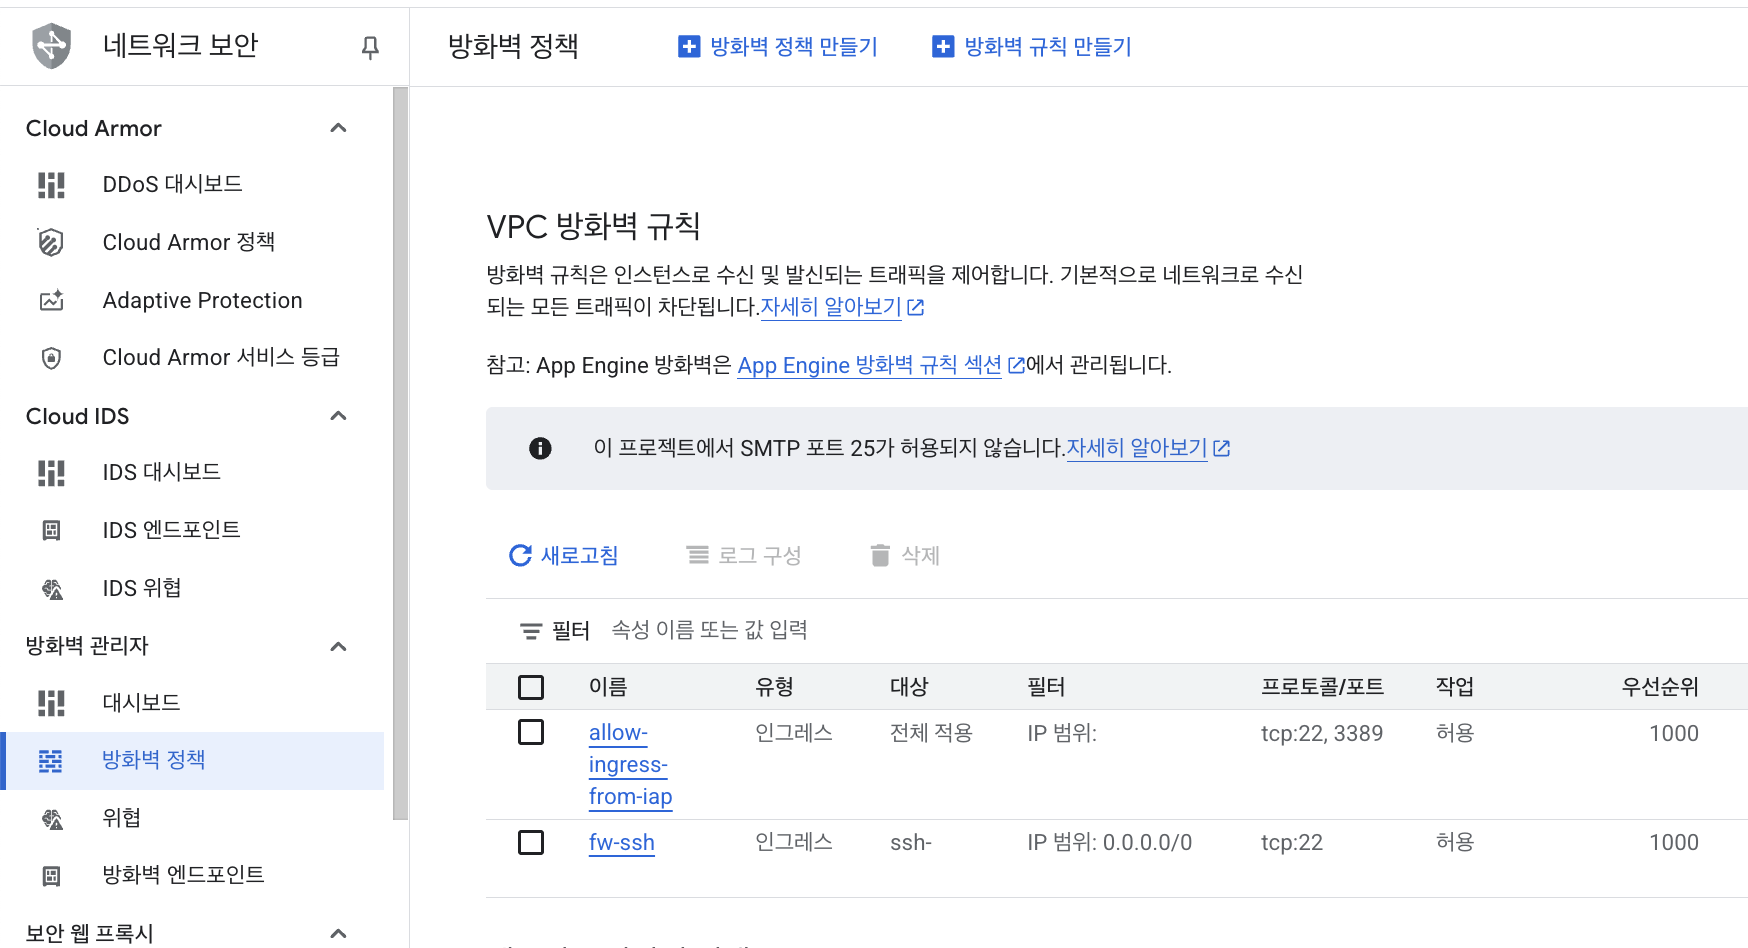 네트워크 보안
방화벽 정책
방화벽 정책 만들기
방화벽 규칙 만들기
Cloud Armor
DDoS 대시보드
Cloud Armor 정책
Adaptive Protection
Cloud Armor 서비스 등급
Cloud IDS
IDS 대시보드
IDS 엔드포인트
IDS 위협
방화벽 관리자
대시보드
방화벽 정책
위협
방화벽 엔드포인트
보안 웹 프록시
VPC 방화벽 규칙
방화벽 규칙은 인스턴스로 수신 및 발신되는 트래픽을 제어합니다. 기본적으로 네트워크로 수신
되는 모든 트래픽이 차단됩니다.자세히 알아보기
참고: App Engine 방화벽은 App Engine 방화벽 규칙 섹션에서 관리됩니다.
이 프로젝트에서 SMTP 포트 25가 허용되지 않습니다.자세히 알아보기
새로고침 로그 구성 삭제
필터 속성 이름 또는 값 입력
이름 유형 대상 필터 프로토콜/포트 작업 우선순위
allow- 인그레스 전체 적용 IP 범위: tcp:22, 3389 허용 1000
ingress-
from-iap
fw-ssh 인그레스 ssh- IP 범위: 0.0.0.0/0 tcp:22 허용 1000